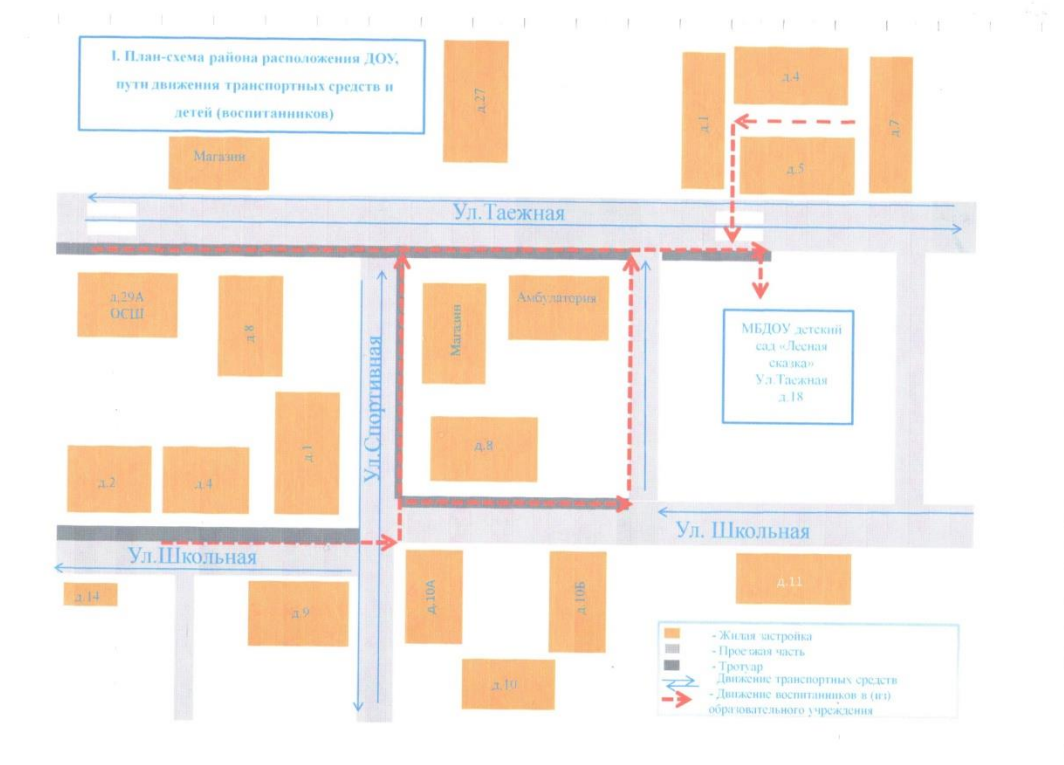 I. План-схема района расположения ДОУ,
пути движения транспортных средств и
детей (воспитанников)
д.27
д.1
д.4
д.7
д.5
Магазин
Ул.Таежная
д.29А
ОСШ
д.8
Магазин
Амбулатория
МБДОУ детский
сад «Лесная
сказка»
Ул.Таежная
д.18
Ул.Спортивная
д.1
д.8
д.2
д.4
Ул. Школьная
Ул.Школьная
д.14
д.9
д.10А
д.10Б
д.11
д.10
- Жилая застройка
- Проезжая часть
- Тротуар
Движение транспортных средств
- Движение воспитанников в (из)
образовательного учреждения